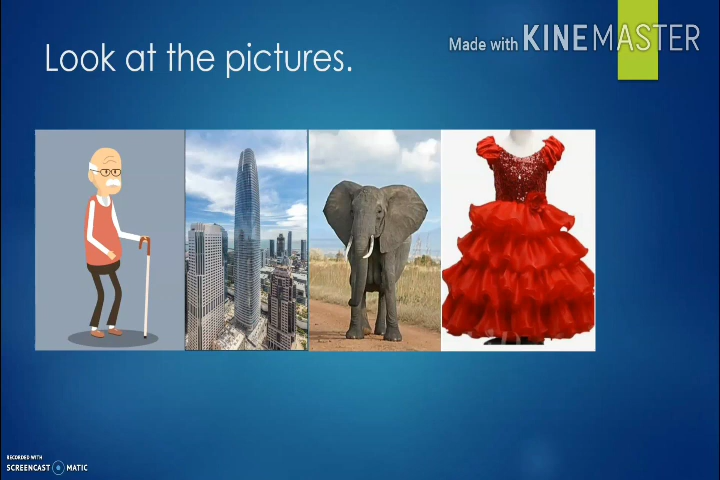 Look at the pictures.
Made with KINEMASTER
RECORDED WITH
SCREENCAST MATIC